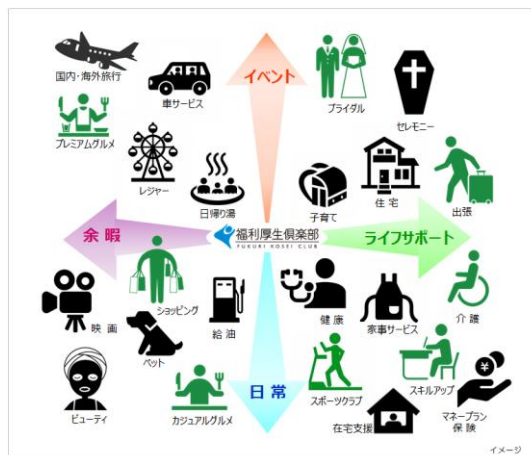 国内・海外旅行
車サービス
イベント
ブライダル
セレモニー
プレミアムグルメ
レジャー
日帰り湯
子育て
住宅
出張
余暇
福利厚生倶楽部
FUKURI KOSEI CLUB
ライフサポート
映画
ショッピング
ペット
給油
健康
家事サービス
介護
ビューティ
カジュアルグルメ
日常
スポーツクラブ
在宅支援
スキルアップ
マネープラン
保険
イメージ
¥